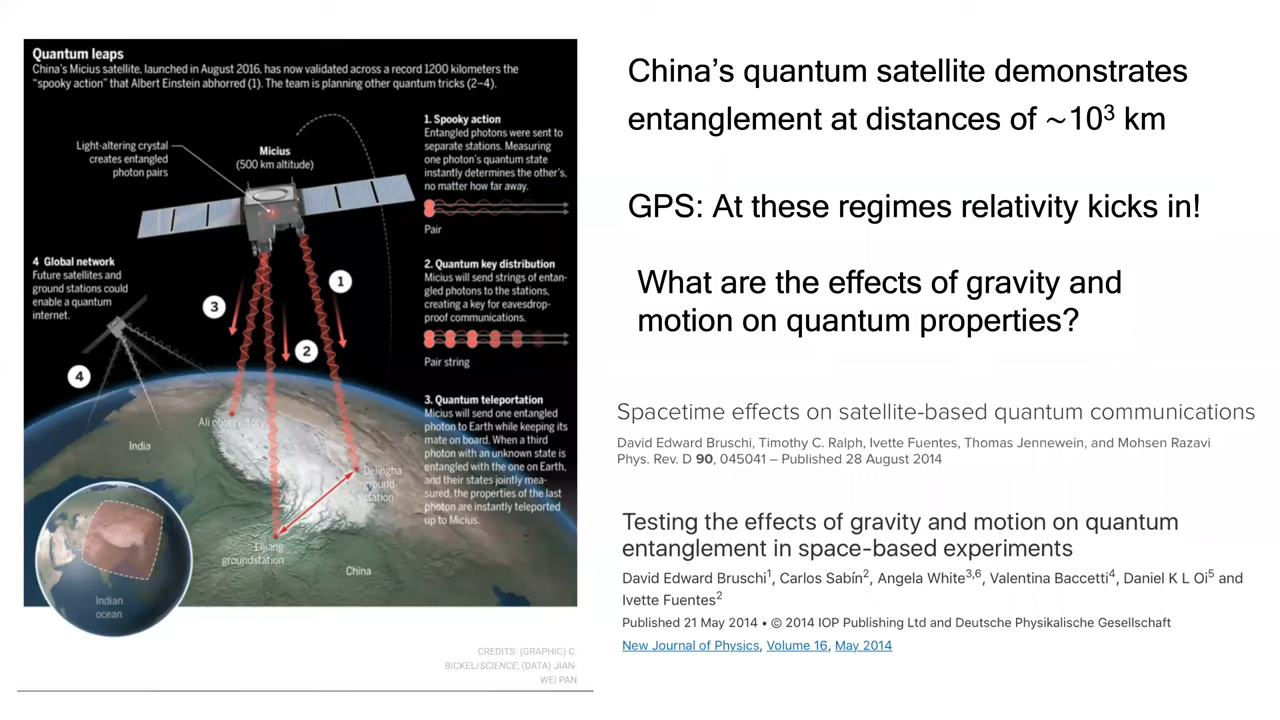 Quantum leaps
China's Micius satellite, launched in August 2016, has now validated across a record 1200 kilometers the
"spooky action" that Albert Einstein abhorred (1). The team is planning other quantum tricks (2–4).
Light-altering crystal
creates entangled
photon pairs
Micius
(500 km altitude)
1. Spooky action
Entangled photons were sent to
separate stations. Measuring
one photon's quantum state
instantly determines the other's,
no matter how far away.
Pair
2. Quantum key distribution
Micius will send strings of entan-
gled photons to the stations,
creating a key for eavesdrop-
proof communications.
Pair string
3. Quantum teleportation
Micius will send one entangled
photon to Earth while keeping its
mate on board. When a third
photon with an unknown state is
entangled with the one on Earth,
and their states jointly mea-
sured, the properties of the last
photon are instantly teleported
up to Micius.
4 Global network
Future satellites and
ground stations could
enable a quantum
internet.
1
3
2
4
Ali observatory
India
Delingha
ground-
station
Lijiang
groundstation
China
Indian
ocean
CREDITS: (GRAPHIC) C.
BICKEL/SCIENCE; (DATA) JIAN-
WEI PAN
China's quantum satellite demonstrates
entanglement at distances of ~10³ km
GPS: At these regimes relativity kicks in!
What are the effects of gravity and
motion on quantum properties?
Spacetime effects on satellite-based quantum communications
David Edward Bruschi, Timothy C. Ralph, Ivette Fuentes, Thomas Jennewein, and Mohsen Razavi
Phys. Rev. D 90, 045041 – Published 28 August 2014
Testing the effects of gravity and motion on quantum
entanglement in space-based experiments
David Edward Bruschi¹, Carlos Sabín², Angela White³,⁶, Valentina Baccetti⁴, Daniel K L Oi⁵ and
Ivette Fuentes²
Published 21 May 2014 • © 2014 IOP Publishing Ltd and Deutsche Physikalische Gesellschaft
New Journal of Physics, Volume 16, May 2014